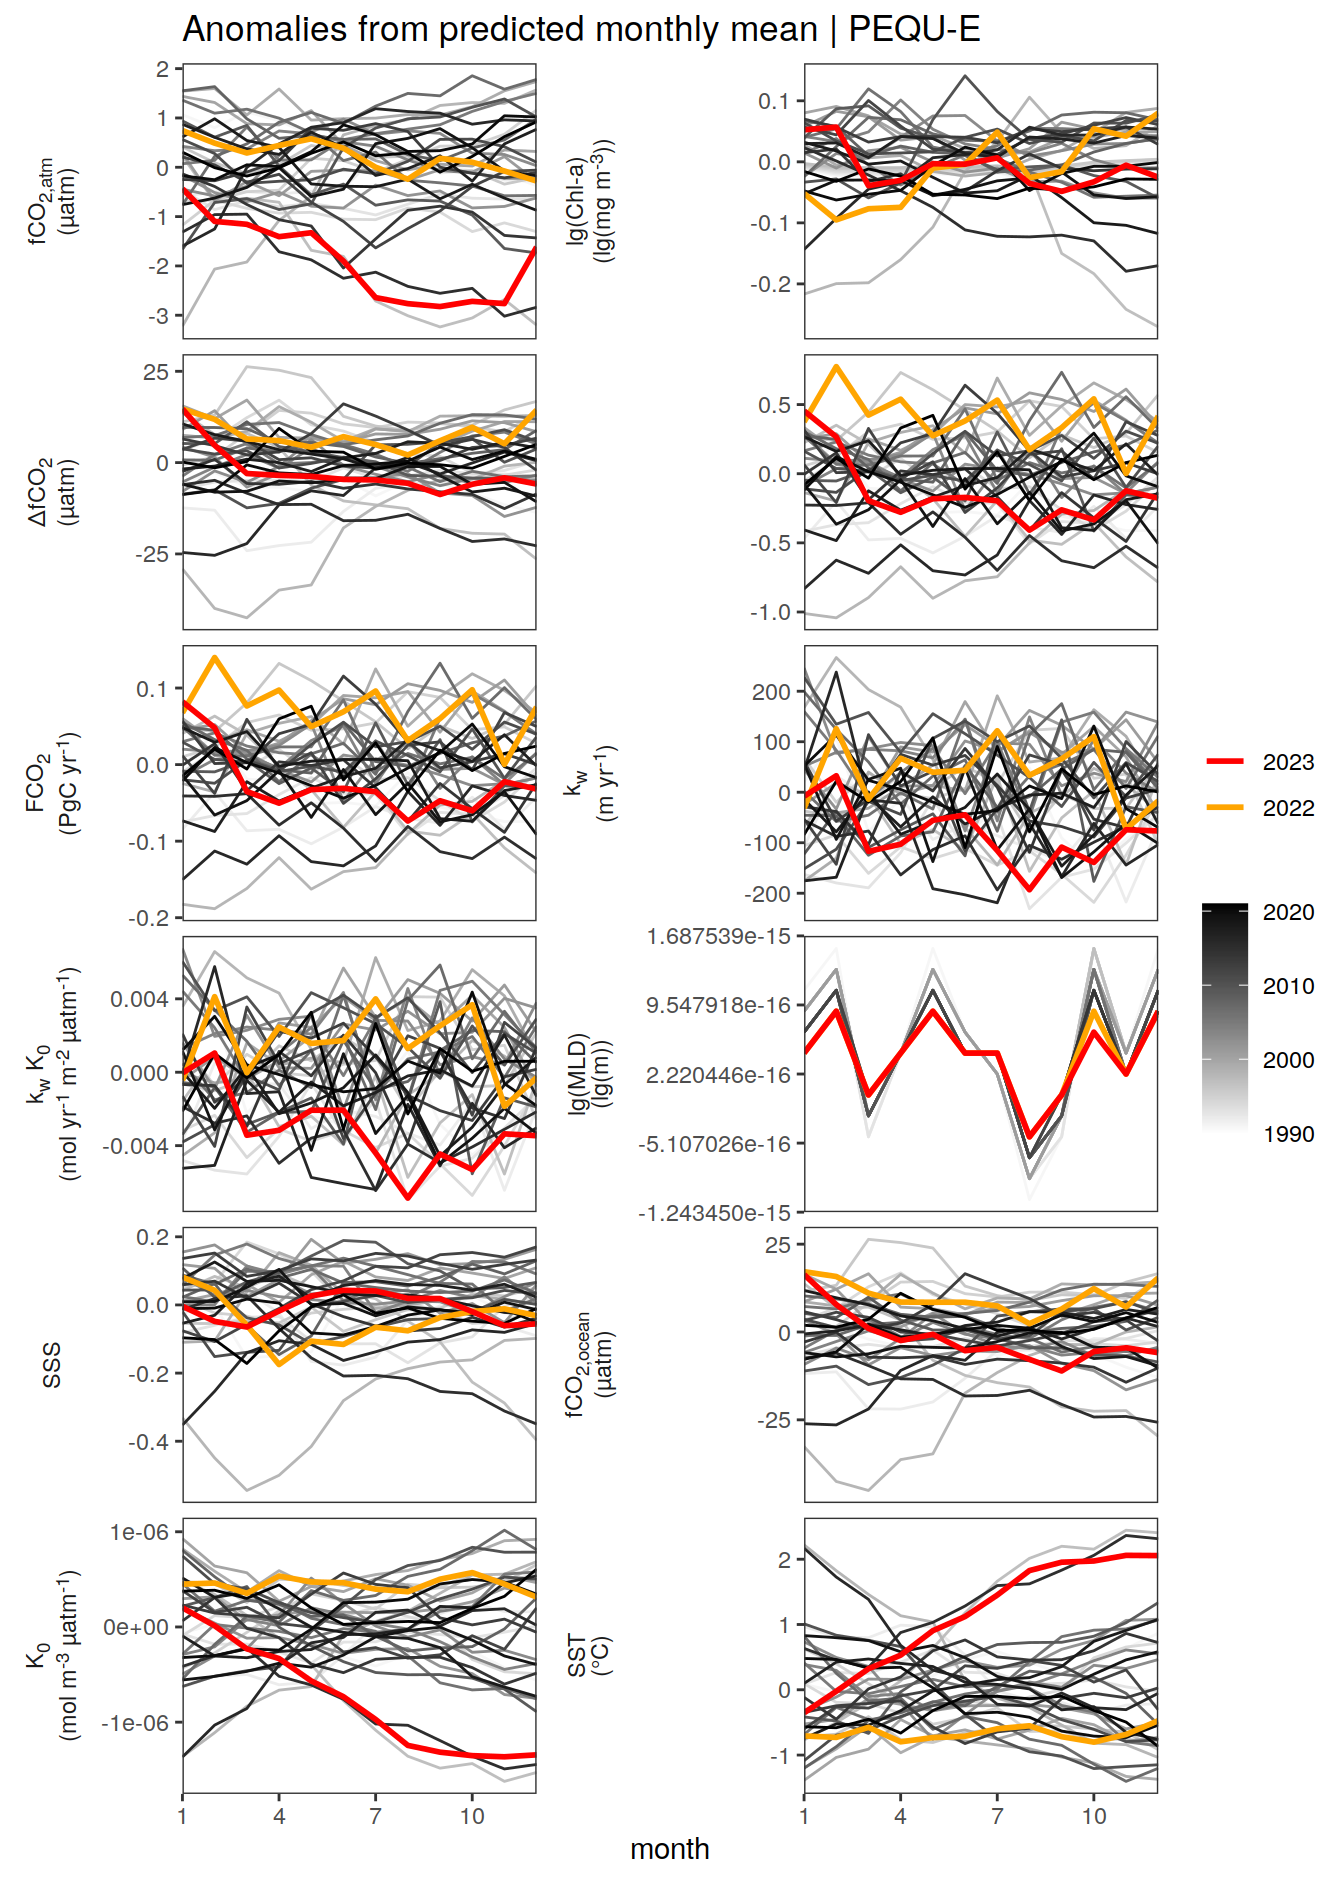 Anomalies from predicted monthly mean | PEQU-E
fCO2,atm
(µatm)
2
1
0
-1
-2
-3
lg(Chl-a)
(lg(mg m-3))
0.1
0.0
-0.1
-0.2
ΔfCO2
(µatm)
25
0
-25
0.5
0.0
-0.5
-1.0
FCO2
(PgC yr-1)
0.1
0.0
-0.1
-0.2
kw
(m yr-1)
200
100
0
-100
-200
kw K0
(mol yr-1 m-2 µatm-1)
0.004
0.000
-0.004
lg(MLD)
(lg(m))
1.687539e-15
9.547918e-16
2.220446e-16
-5.107026e-16
-1.243450e-15
SSS
0.2
0.0
-0.2
-0.4
fCO2,ocean
(µatm)
25
0
-25
K0
(mol m-3 µatm-1)
1e-06
0e+00
-1e-06
SST
(°C)
2
1
0
-1
1 4 7 10
1 4 7 10
month
2023
2022
2020
2010
2000
1990